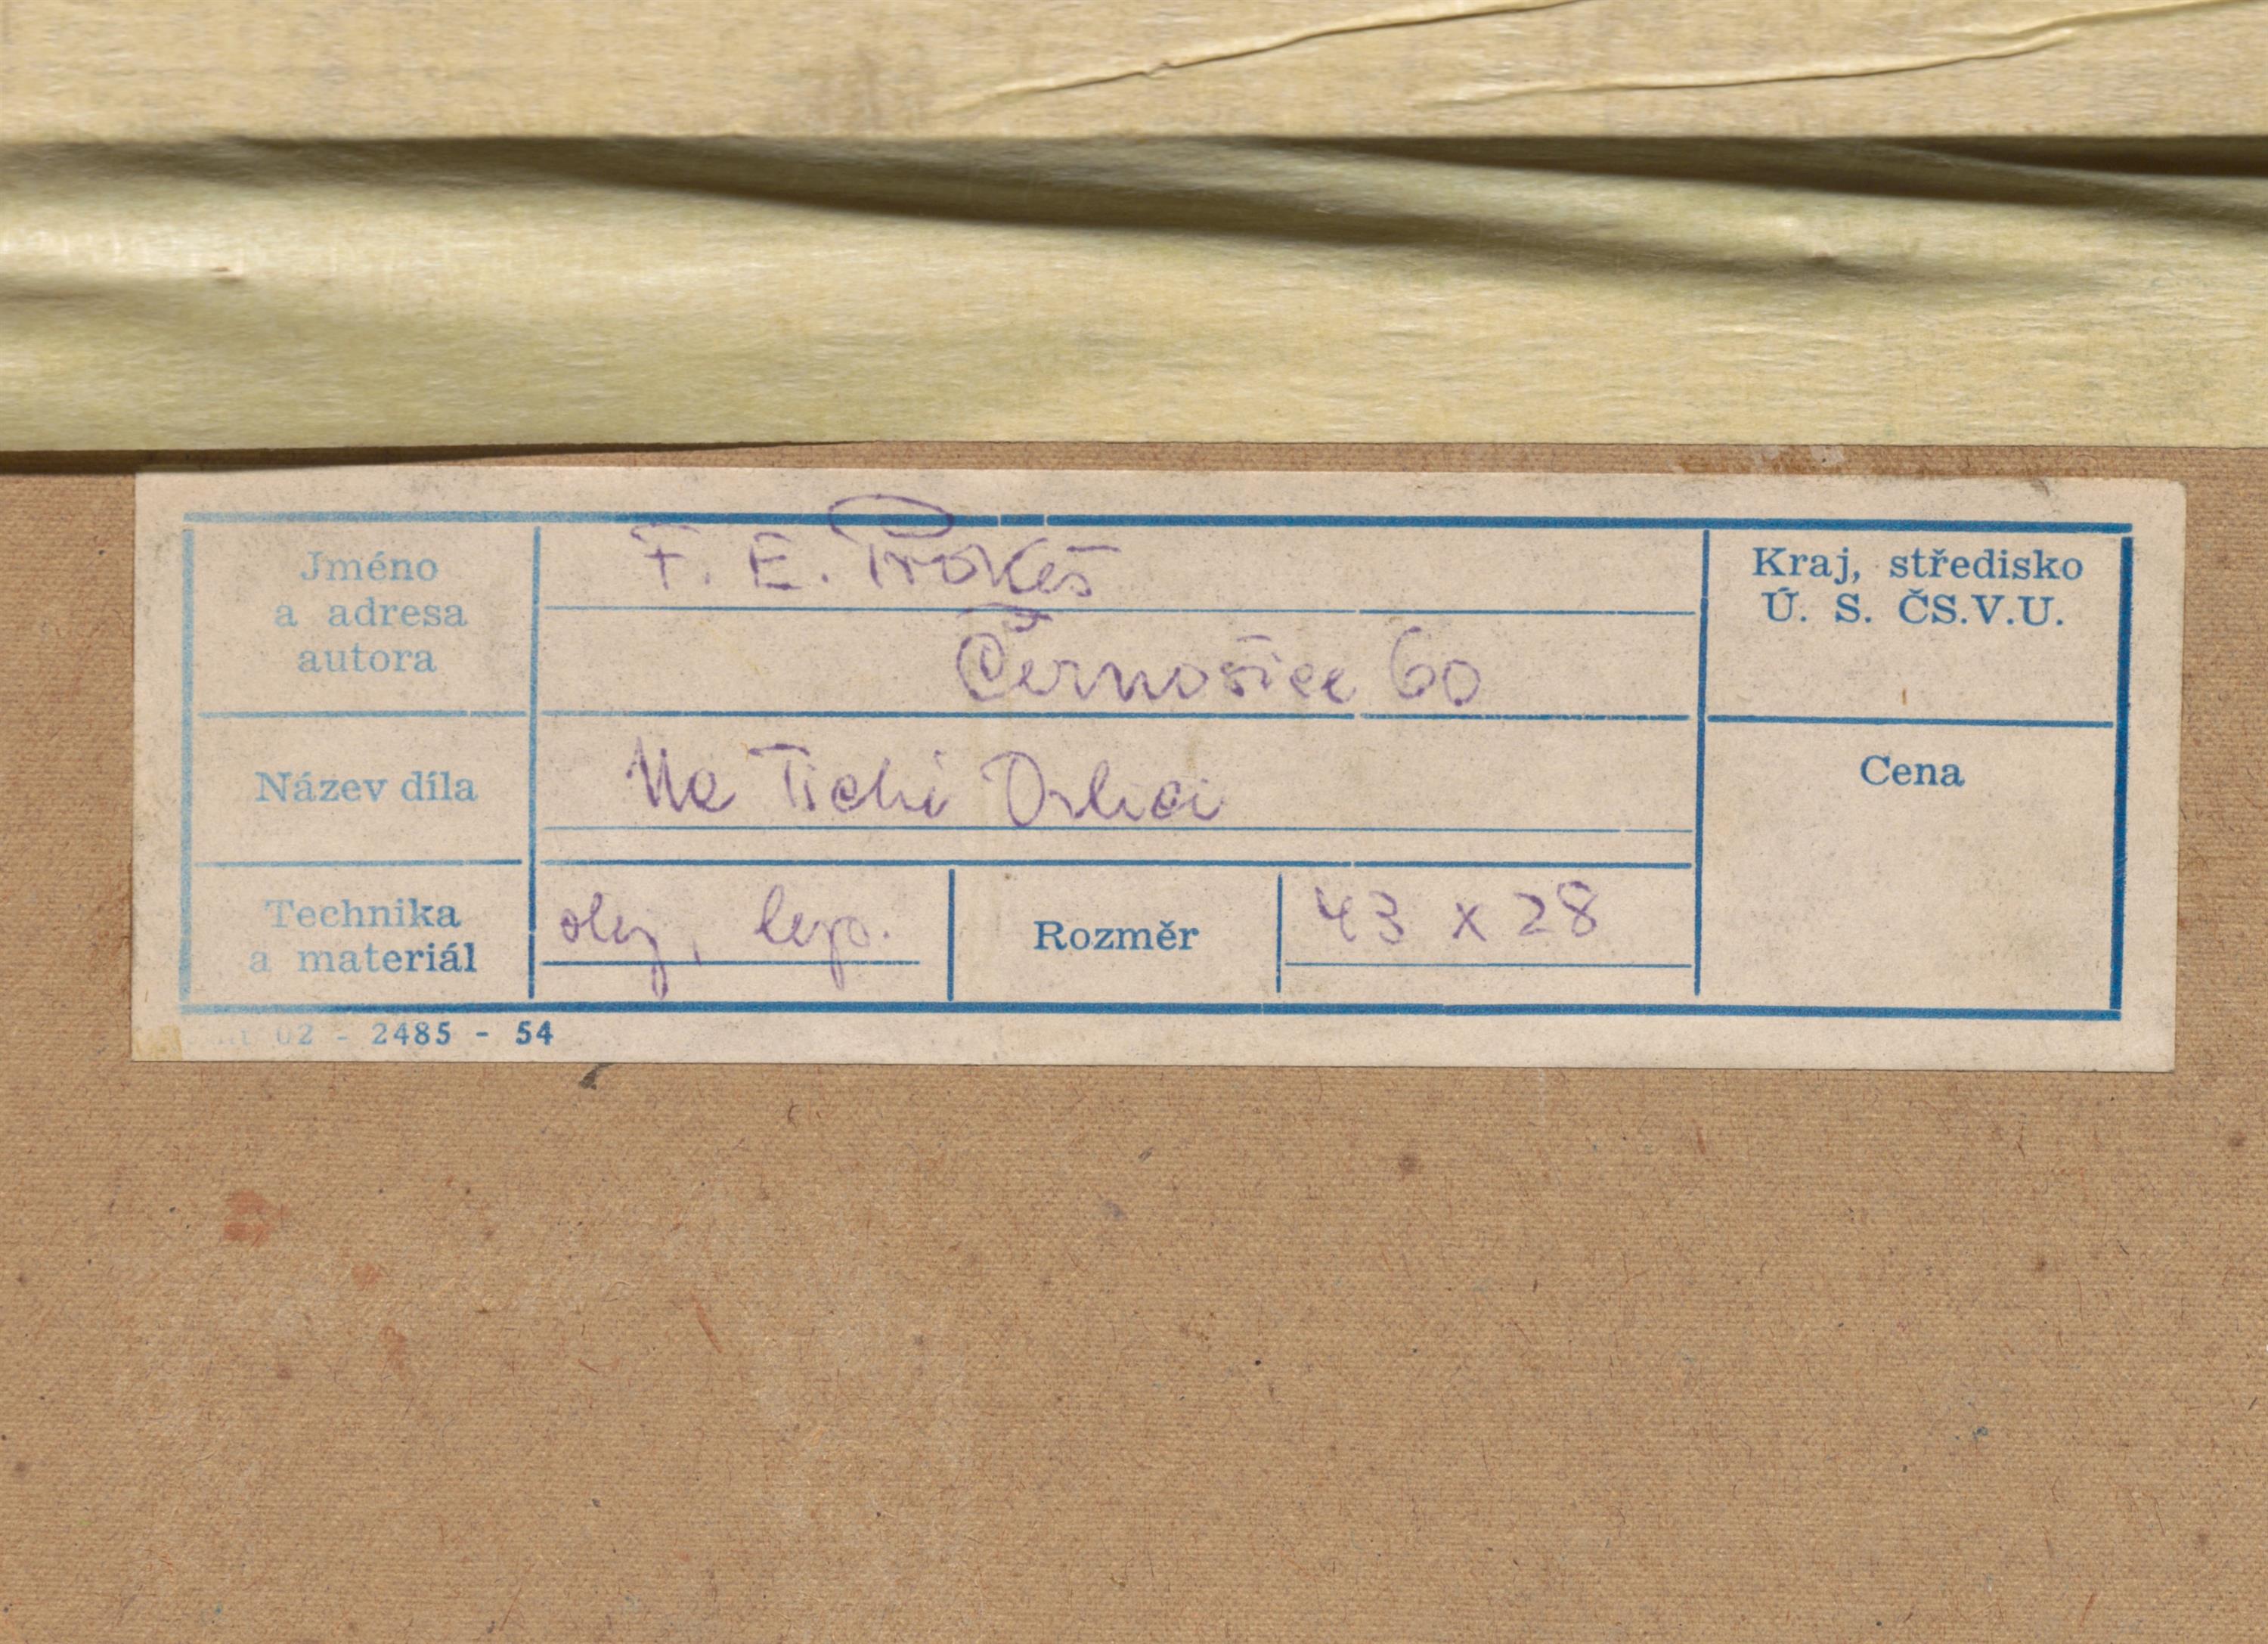 Jméno
a adresa
autora
F. E. Prokeš
Černošice 60
Kraj, středisko
Ú. S. ČS.V.U.
Název díla
Na Tiché Orlici
Cena
Technika
a materiál
olej, lep.
Rozměr
43 x 28
02 - 2485 - 54